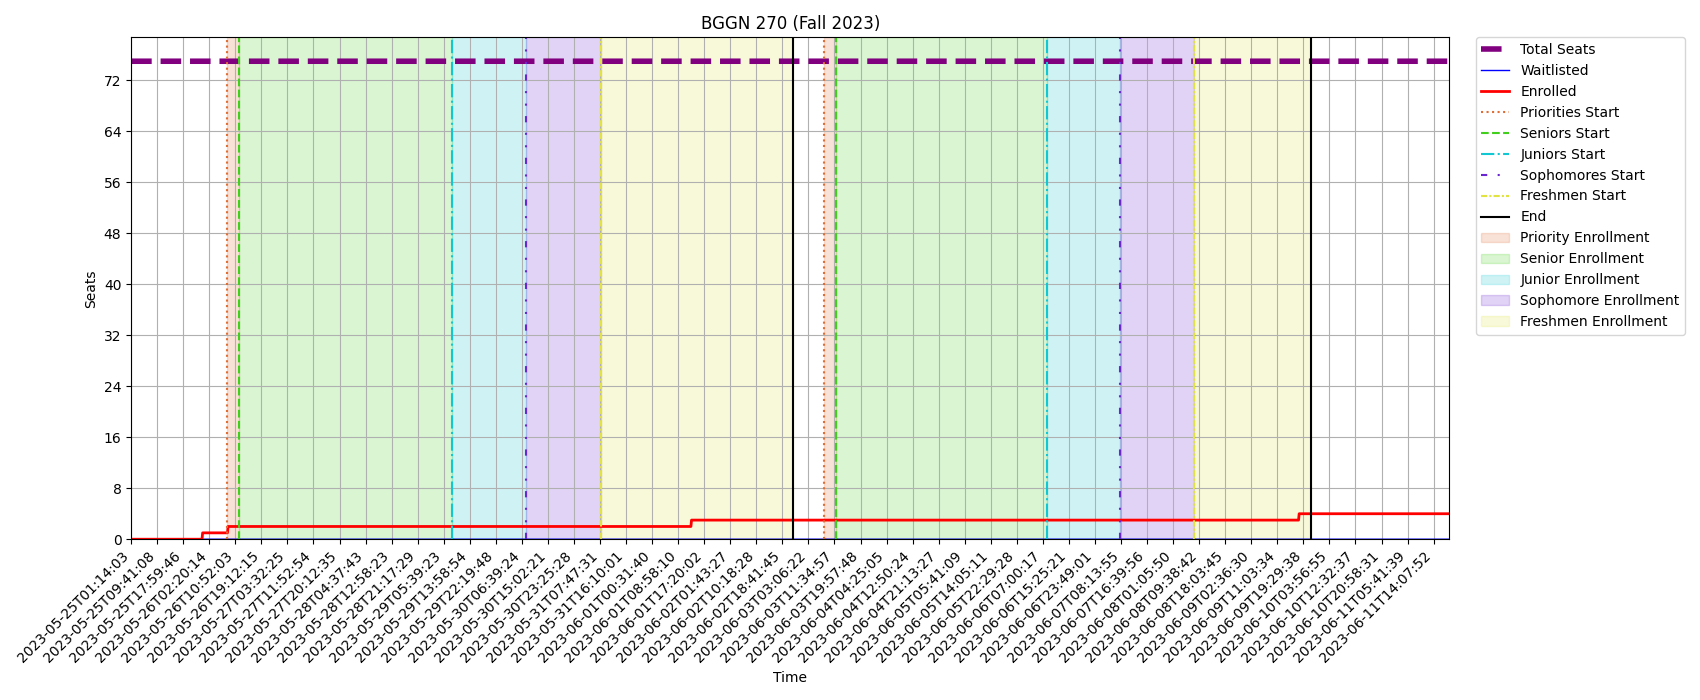 BGGN 270 (Fall 2023)
Total Seats
Waitlisted
Enrolled
Priorities Start
Seniors Start
Juniors Start
Sophomores Start
Freshmen Start
End
Priority Enrollment
Senior Enrollment
Junior Enrollment
Sophomore Enrollment
Freshmen Enrollment
Seats
72
64
56
48
40
32
24
16
8
0
2023-05-25T01:14:03
2023-05-25T09:41:08
2023-05-25T17:59:46
2023-05-26T02:20:14
2023-05-26T10:52:03
2023-05-26T19:12:15
2023-05-27T03:32:25
2023-05-27T11:52:54
2023-05-27T20:12:35
2023-05-28T04:37:43
2023-05-28T12:58:23
2023-05-28T21:17:29
2023-05-29T05:39:23
2023-05-29T13:58:54
2023-05-29T22:19:48
2023-05-30T06:39:24
2023-05-30T15:02:21
2023-05-30T23:25:28
2023-05-31T07:47:31
2023-05-31T16:10:01
2023-06-01T00:31:40
2023-06-01T08:58:10
2023-06-01T17:20:02
2023-06-02T01:43:27
2023-06-02T10:18:28
2023-06-02T18:41:45
2023-06-03T03:06:22
2023-06-03T11:34:57
2023-06-03T19:57:48
2023-06-04T04:25:05
2023-06-04T12:50:24
2023-06-04T21:13:27
2023-06-05T05:41:09
2023-06-05T14:05:11
2023-06-05T22:29:28
2023-06-06T07:00:17
2023-06-06T15:25:21
2023-06-06T23:49:01
2023-06-07T08:13:55
2023-06-07T16:39:56
2023-06-08T01:05:50
2023-06-08T09:38:42
2023-06-08T18:03:45
2023-06-09T02:36:30
2023-06-09T11:03:34
2023-06-09T19:29:38
2023-06-10T03:56:55
2023-06-10T12:32:37
2023-06-10T20:58:31
2023-06-11T05:41:39
2023-06-11T14:07:52
Time